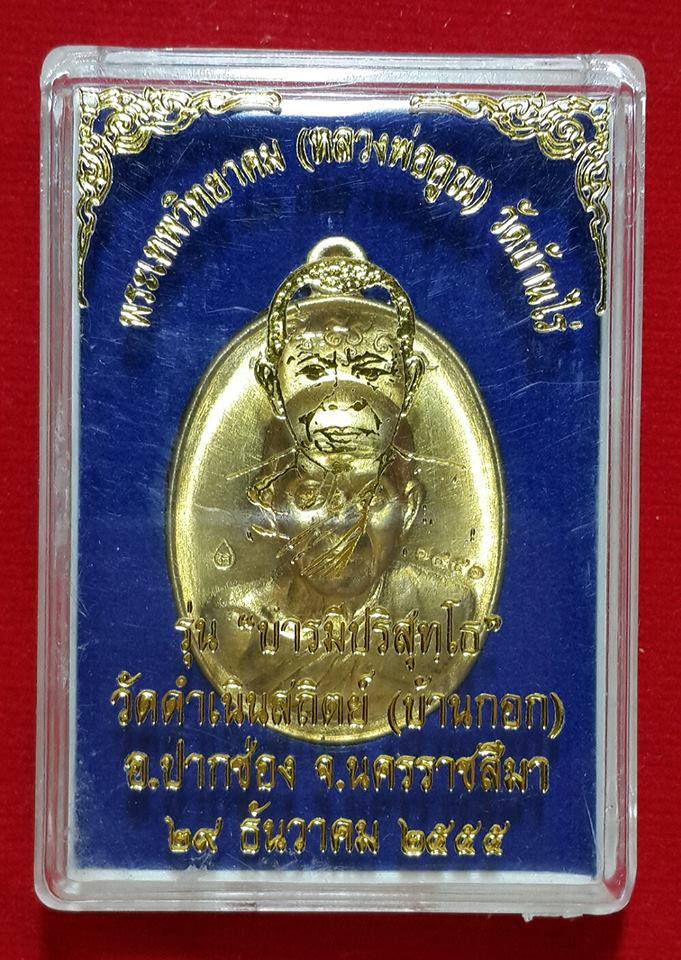 พระเทพวิทยาคม (หลวงพ่อคูณ) วัดบ้านไร่
รุ่น "บารมีปริสุทฺโธ"
วัดดำเนินสถิตย์ (บ้านกอก)
อ.ปากช่อง จ.นครราชสีมา
๒๙ ธันวาคม ๒๕๕๕